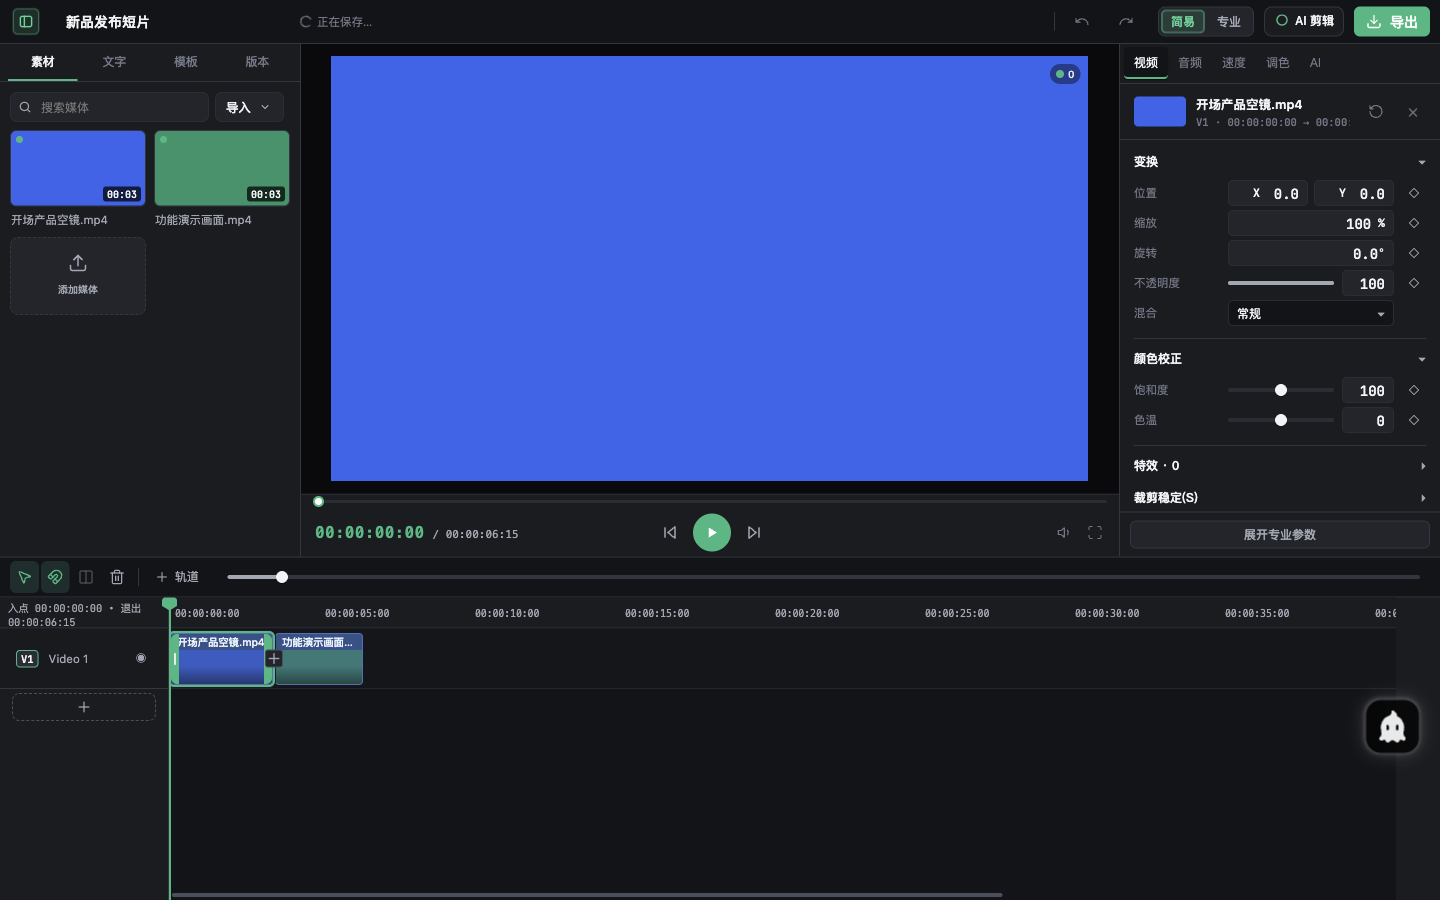 新品发布短片
正在保存...
简易
专业
AI 剪辑
导出
素材
文字
模板
版本
搜索媒体
导入
00:03
00:03
开场产品空镜.mp4
功能演示画面.mp4
添加媒体
0
00:00:00:00 / 00:00:06:15
视频
音频
速度
调色
AI
开场产品空镜.mp4
V1 · 00:00:00:00 → 00:00:
变换
位置
X 0.0
Y 0.0
缩放
100 %
旋转
0.0°
不透明度
100
混合
常规
颜色校正
饱和度
100
色温
0
特效 · 0
裁剪稳定(S)
展开专业参数
轨道
入点 00:00:00:00 • 退出
00:00:06:15
00:00:00:00
00:00:05:00
00:00:10:00
00:00:15:00
00:00:20:00
00:00:25:00
00:00:30:00
00:00:35:00
00:0
V1
Video 1
开场产品空镜.mp4
功能演示画面...